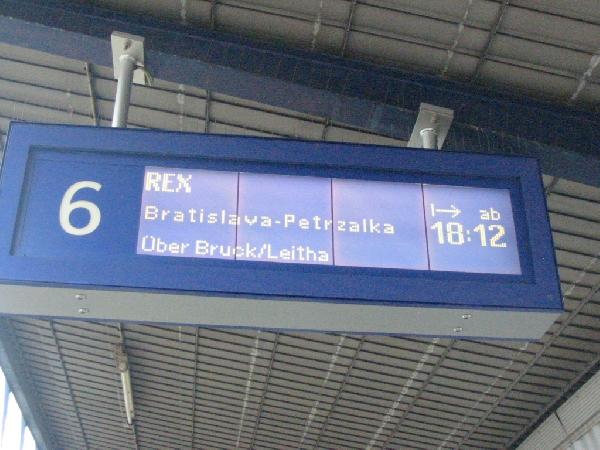 6
REX
Bratislava-Petrzalka
Über Bruck/Leitha
ab
18:12